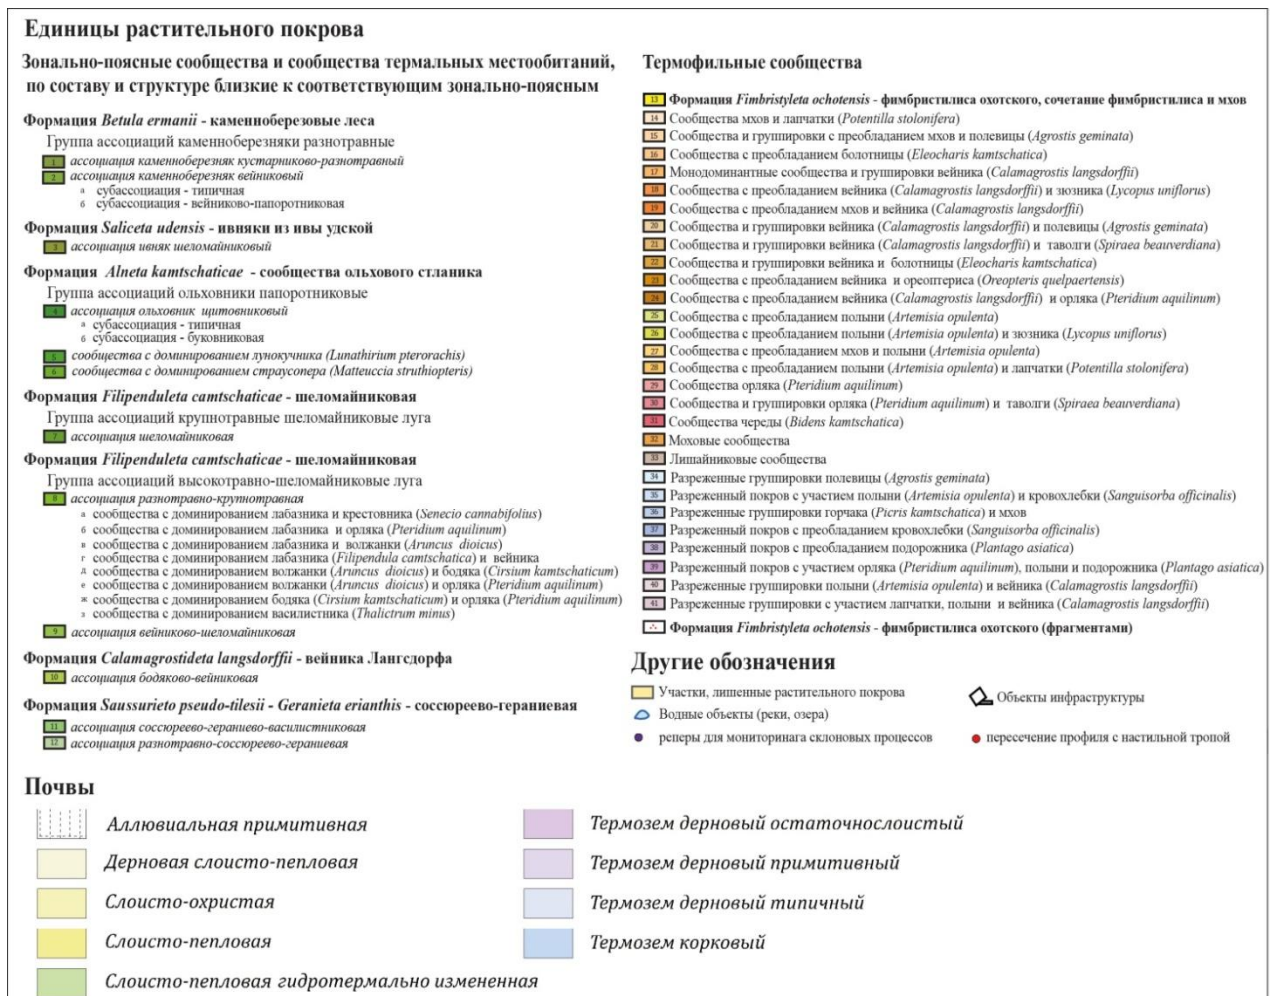 Единицы растительного покрова
Зонально-поясные сообщества и сообщества термальных местообитаний,
по составу и структуре близкие к соответствующим зонально-поясным
Формация Betula ermanii - каменноберезовые леса
Группа ассоциаций каменноберезняки разнотравные
1 ассоциация каменноберезняк кустарниково-разнотравный
2 ассоциация каменноберезняк вейниковый
а субассоциация - типичная
б субассоциация - вейниково-папоротниковая
Формация Saliceta udensis - ивняки из ивы удской
3 ассоциация ивняк шеломайниковый
Формация Alneta kamtschaticae - сообщества ольхового стланика
Группа ассоциаций ольховники папоротниковые
4 ассоциация ольховник щитовниковый
а субассоциация - типичная
б субассоциация - буковниковая
5 сообщества с доминированием лунокучника (Lunathirium pterorachis)
6 сообщества с доминированием страусопера (Matteuccia struthiopteris)
Формация Filipenduleta camtschaticae - шеломайниковая
Группа ассоциаций крупнотравные шеломайниковые луга
7 ассоциация шеломайниковая
Формация Filipenduleta camtschaticae - шеломайниковая
Группа ассоциаций высокотравно-шеломайниковые луга
8 ассоциация разнотравно-крупнотравная
а сообщества с доминированием лабазника и крестовника (Senecio cannabifolius)
б сообщества с доминированием лабазника и орляка (Pteridium aquilinum)
в сообщества с доминированием лабазника и волжанки (Aruncus dioicus)
г сообщества с доминированием лабазника (Filipendula camtschatica) и вейника
д сообщества с доминированием волжанки (Aruncus dioicus) и бодяка (Cirsium kamtschaticum)
е сообщества с доминированием волжанки (Aruncus dioicus) и орляка (Pteridium aquilinum)
ж сообщества с доминированием бодяка (Cirsium kamtschaticum) и орляка (Pteridium aquilinum)
з сообщества с доминированием василистника (Thalictrum minus)
9 ассоциация вейниково-шеломайниковая
Формация Calamagrostideta langsdorffii - вейника Лангсдорфа
10 ассоциация бодяково-вейниковая
Формация Saussurieto pseudo-tilesii - Geranieta erianthis - соссюреево-гераниевая
11 ассоциация соссюреево-гераниево-василистниковая
12 ассоциация разнотравно-соссюреево-гераниевая
Термофильные сообщества
13 Формация Fimbristyleta ochotensis - фимбристилиса охотского, сочетание фимбристилиса и мхов
14 Сообщества мхов и лапчатки (Potentilla stolonifera)
15 Сообщества и группировки с преобладанием мхов и полевицы (Agrostis geminata)
16 Сообщества с преобладанием болотницы (Eleocharis kamtschatica)
17 Монодоминантные сообщества и группировки вейника (Calamagrostis langsdorffii)
18 Сообщества с преобладанием вейника (Calamagrostis langsdorffii) и зюзника (Lycopus uniflorus)
19 Сообщества с преобладанием мхов и вейника (Calamagrostis langsdorffii)
20 Сообщества и группировки вейника (Calamagrostis langsdorffii) и полевицы (Agrostis geminata)
21 Сообщества и группировки вейника (Calamagrostis langsdorffii) и таволги (Spiraea beauverdiana)
22 Сообщества и группировки вейника и болотницы (Eleocharis kamtschatica)
23 Сообщества с преобладанием вейника и ореоптериса (Oreopteris quelpaertensis)
24 Сообщества с преобладанием вейника (Calamagrostis langsdorffii) и орляка (Pteridium aquilinum)
25 Сообщества с преобладанием полыни (Artemisia opulenta)
26 Сообщества с преобладанием полыни (Artemisia opulenta) и зюзника (Lycopus uniflorus)
27 Сообщества с преобладанием мхов и полыни (Artemisia opulenta)
28 Сообщества с преобладанием полыни (Artemisia opulenta) и лапчатки (Potentilla stolonifera)
29 Сообщества орляка (Pteridium aquilinum)
30 Сообщества и группировки орляка (Pteridium aquilinum) и таволги (Spiraea beauverdiana)
31 Сообщества череды (Bidens kamtschatica)
32 Моховые сообщества
33 Лишайниковые сообщества
34 Разреженные группировки полевицы (Agrostis geminata)
35 Разреженный покров с участием полыни (Artemisia opulenta) и кровохлебки (Sanguisorba officinalis)
36 Разреженные группировки горчака (Picris kamtschatica) и мхов
37 Разреженный покров с преобладанием кровохлебки (Sanguisorba officinalis)
38 Разреженный покров с преобладанием подорожника (Plantago asiatica)
39 Разреженный покров с участием орляка (Pteridium aquilinum), полыни и подорожника (Plantago asiatica)
40 Разреженные группировки полыни (Artemisia opulenta) и вейника (Calamagrostis langsdorffii)
41 Разреженные группировки с участием лапчатки, полыни и вейника (Calamagrostis langsdorffii)
Формация Fimbristyleta ochotensis - фимбристилиса охотского (фрагментами)
Другие обозначения
Участки, лишенные растительного покрова
Объекты инфраструктуры
Водные объекты (реки, озера)
реперы для мониторинага склоновых процессов
пересечение профиля с настильной тропой
Почвы
Аллювиальная примитивная
Дерновая слоисто-пепловая
Слоисто-охристая
Слоисто-пепловая
Слоисто-пепловая гидротермально измененная
Термозем дерновый остаточнослоистый
Термозем дерновый примитивный
Термозем дерновый типичный
Термозем корковый